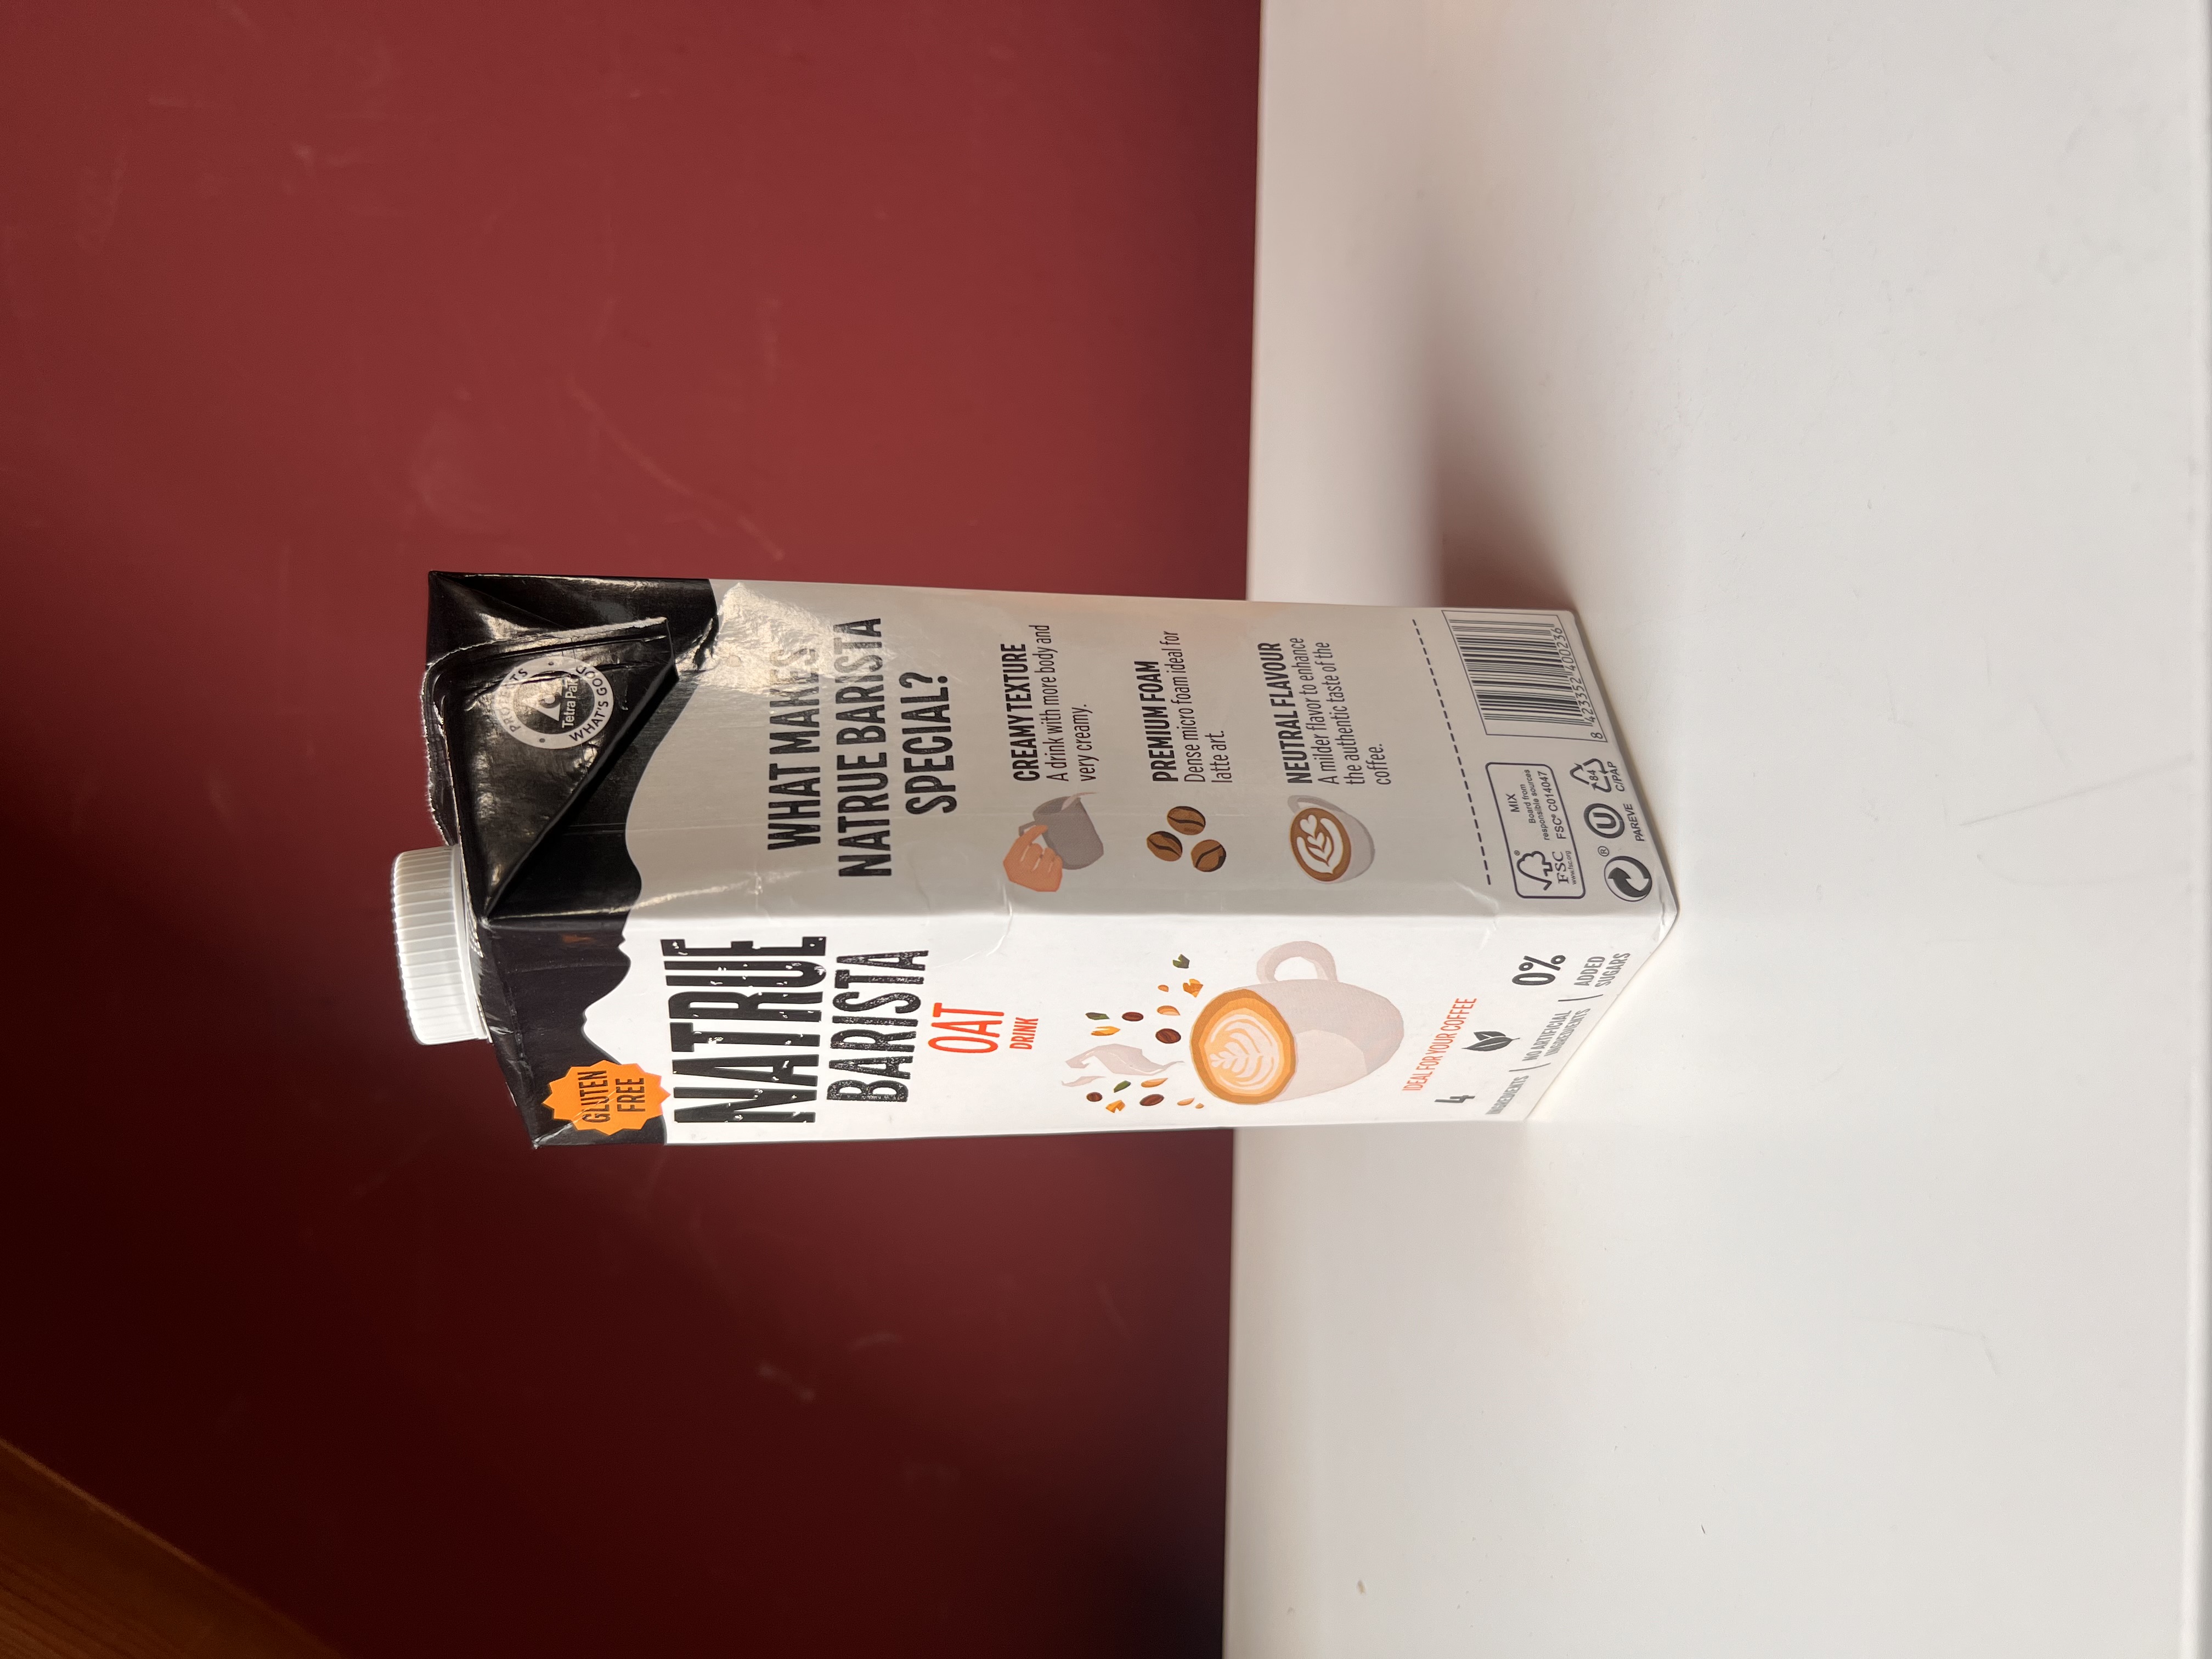 GLUTEN
FREE
NATRUE
BARISTA
OAT
DRINK
IDEAL FOR YOUR COFFEE
4
INGREDIENTS
NO ARTIFICIAL
INGREDIENTS
0%
ADDED
SUGARS
PROTECTS
Tetra Pak
WHAT'S GOOD
WHAT MAKES
NATRUE BARISTA
SPECIAL?
CREAMY TEXTURE
A drink with more body and
very creamy.
PREMIUM FOAM
Dense micro foam ideal for
latte art.
NEUTRAL FLAVOUR
A milder flavor to enhance
the authentic taste of the
coffee.
FSC®
www.fsc.org
MIX
Board from
responsible sources
FSC® C014047
®
U
PAREVE
84
C/PAP
8 423352 400236